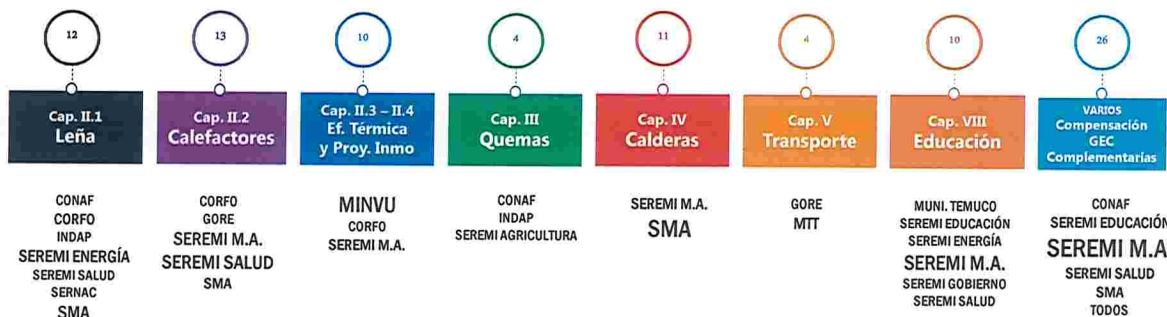 12
13
10
4
11
4
10
26
Cap. II.1
Leña
Cap. II.2
Calefactores
Cap. II.3 – II.4
Ef. Térmica
y Proy. Inmo
Cap. III
Quemas
Cap. IV
Calderas
Cap. V
Transporte
Cap. VIII
Educación
VARIOS
Compensación
GEC
Complementarias
CONAF
CORFO
INDAP
SEREMI ENERGÍA
SEREMI SALUD
SERNAC
SMA
CORFO
GORE
SEREMI M.A.
SEREMI SALUD
SMA
MINVU
CORFO
SEREMI M.A.
CONAF
INDAP
SEREMI AGRICULTURA
SEREMI M.A.
SMA
GORE
MTT
MUNI. TEMUCO
SEREMI EDUCACIÓN
SEREMI ENERGÍA
SEREMI M.A.
SEREMI GOBIERNO
SEREMI SALUD
CONAF
SEREMI EDUCACIÓN
SEREMI M.A
SEREMI SALUD
SMA
TODOS